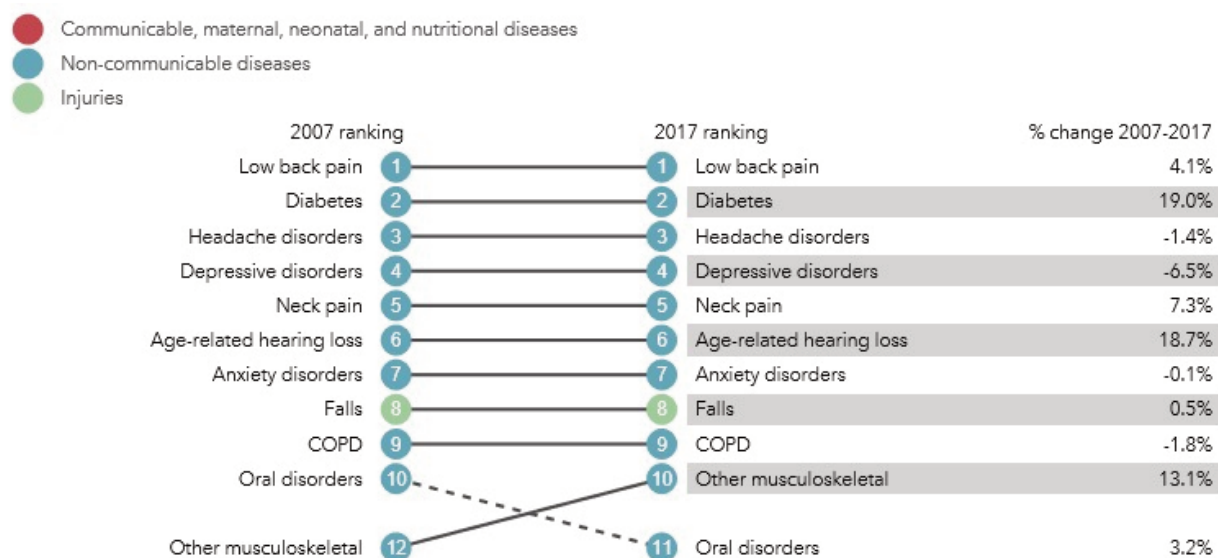 Communicable, maternal, neonatal, and nutritional diseases
Non-communicable diseases
Injuries
2007 ranking 2017 ranking % change 2007-2017
Low back pain 1 1 Low back pain 4.1%
Diabetes 2 2 Diabetes 19.0%
Headache disorders 3 3 Headache disorders -1.4%
Depressive disorders 4 4 Depressive disorders -6.5%
Neck pain 5 5 Neck pain 7.3%
Age-related hearing loss 6 6 Age-related hearing loss 18.7%
Anxiety disorders 7 7 Anxiety disorders -0.1%
Falls 8 8 Falls 0.5%
COPD 9 9 COPD -1.8%
Oral disorders 10 10 Other musculoskeletal 13.1%
Other musculoskeletal 12 11 Oral disorders 3.2%